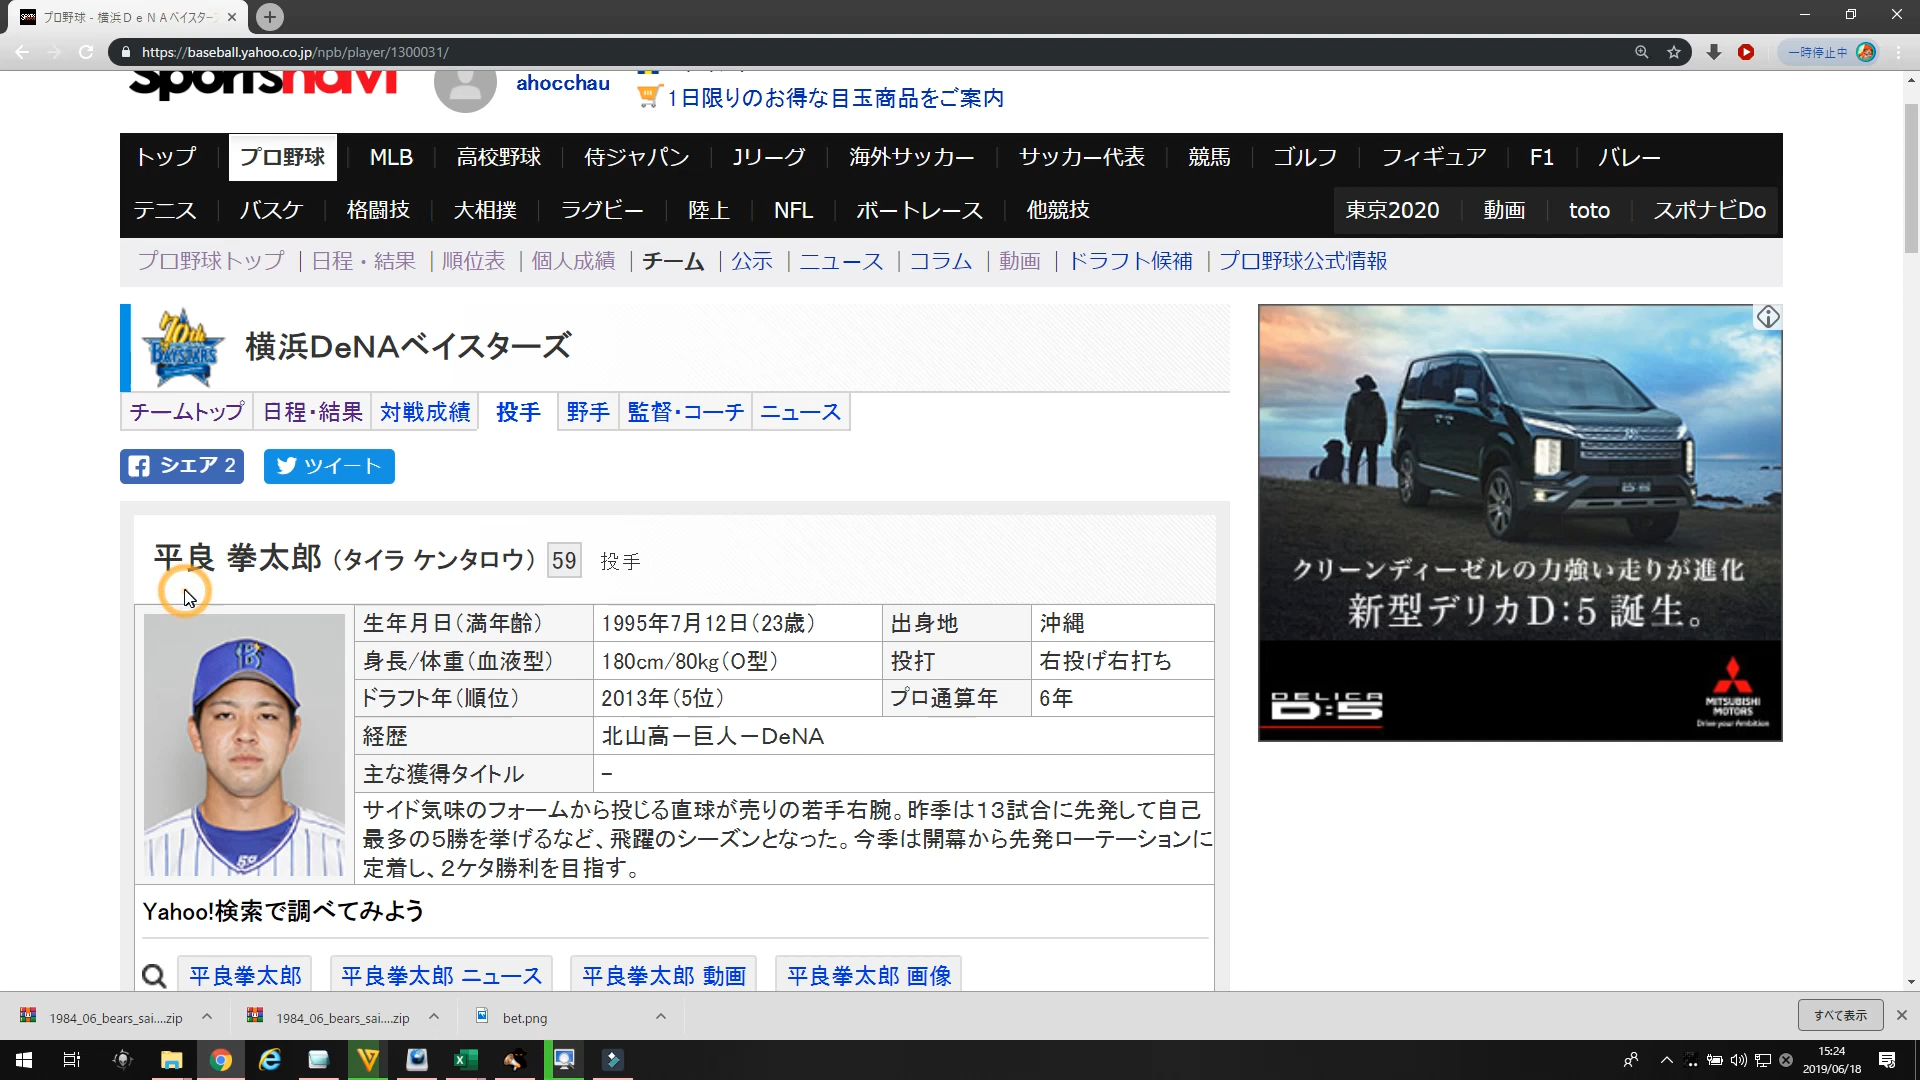 プロ野球 - 横浜ＤｅＮＡベイスター
https://baseball.yahoo.co.jp/npb/player/1300031/
一時停止中
sportsnavi
ahocchau
1日限りのお得な目玉商品をご案内
トップ プロ野球 MLB 高校野球 侍ジャパン Jリーグ 海外サッカー サッカー代表 競馬 ゴルフ フィギュア F1 バレー
テニス バスケ 格闘技 大相撲 ラグビー 陸上 NFL ボートレース 他競技 東京2020 動画 toto スポナビDo
プロ野球トップ | 日程・結果 | 順位表 | 個人成績 | チーム | 公示 | ニュース | コラム | 動画 | ドラフト候補 | プロ野球公式情報
70th BAYSTARS
横浜DeNAベイスターズ
チームトップ 日程・結果 対戦成績 投手 野手 監督・コーチ ニュース
シェア 2 ツイート
平良 拳太郎（タイラ ケンタロウ） 59 投手
生年月日（満年齢） 1995年7月12日（23歳） 出身地 沖縄
身長/体重（血液型） 180cm/80kg（O型） 投打 右投げ右打ち
ドラフト年（順位） 2013年（5位） プロ通算年 6年
経歴 北山高－巨人－DeNA
主な獲得タイトル -
サイド気味のフォームから投じる直球が売りの若手右腕。昨季は１３試合に先発して自己
最多の５勝を挙げるなど、飛躍のシーズンとなった。今季は開幕から先発ローテーションに
定着し、２ケタ勝利を目指す。
Yahoo!検索で調べてみよう
平良拳太郎 平良拳太郎 ニュース 平良拳太郎 動画 平良拳太郎 画像
クリーンディーゼルの力強い走りが進化
新型デリカD:5 誕生。
DELICA
D:5
MITSUBISHI
MOTORS
Drive your Ambition
1984_06_bears_sai....zip 1984_06_bears_sai....zip bet.png すべて表示
15:24
2019/06/18